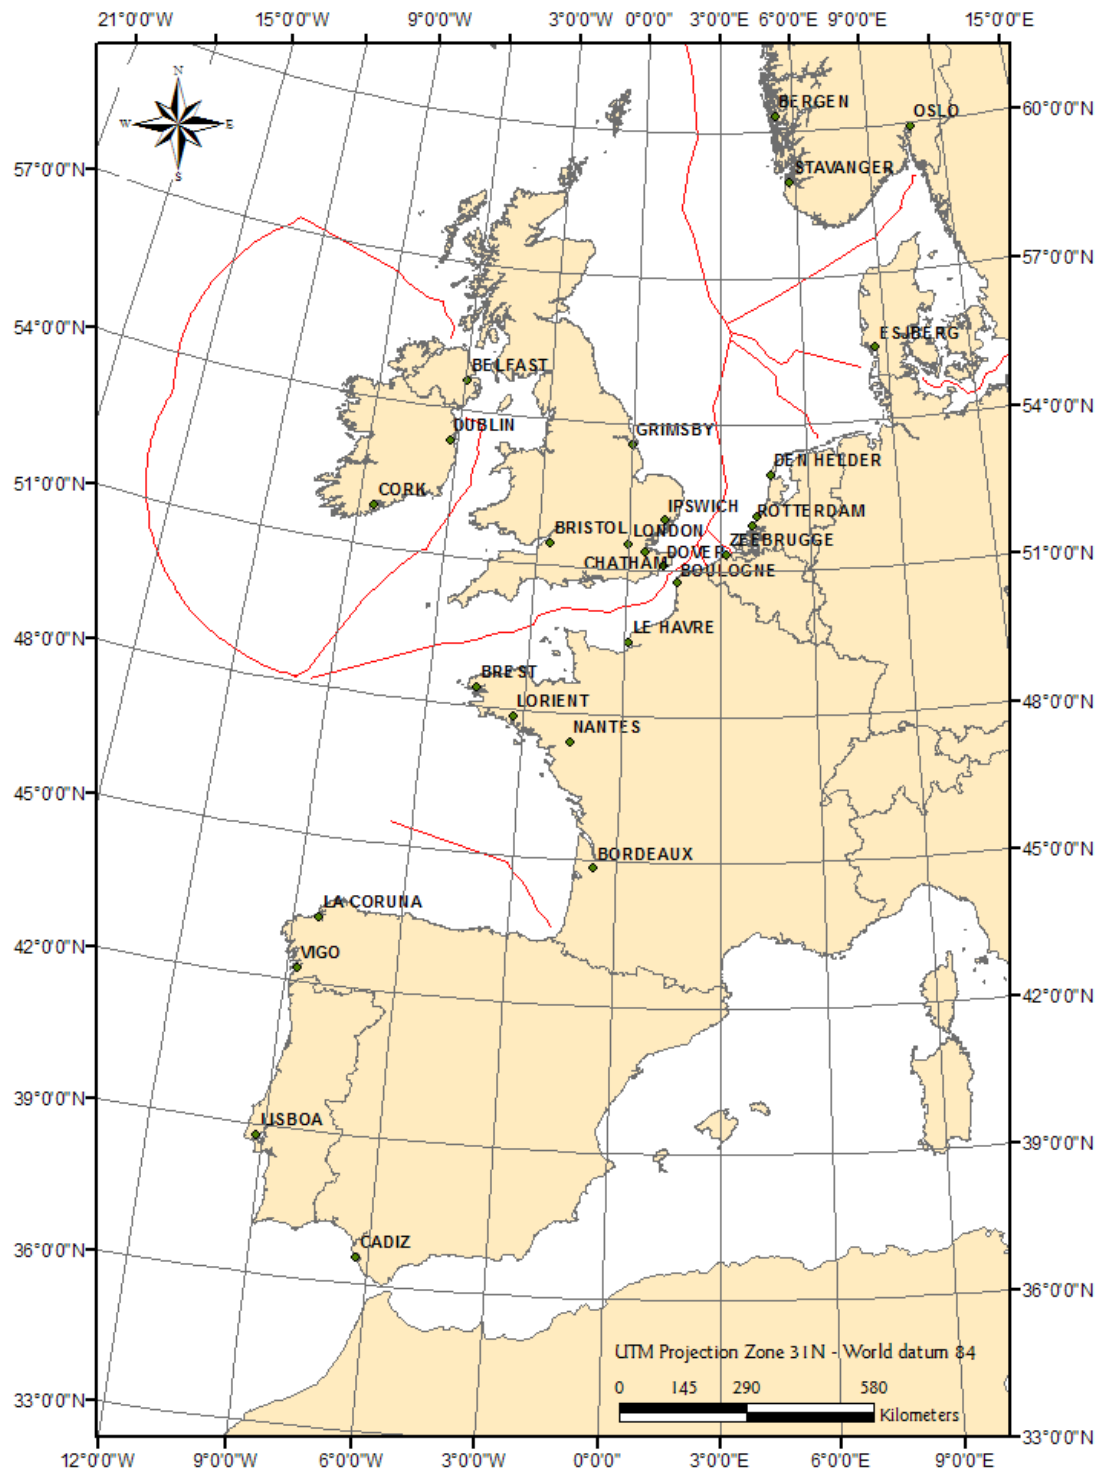 21°0'0"W 15°0'0"W 9°0'0"W 3°0'0"W 0°0'0" 3°0'0"E 6°0'0"E 9°0'0"E 15°0'0"E
N
W E
S
BERGEN
OSLO
60°0'0"N
57°0'0"N
STAVANGER
57°0'0"N
54°0'0"N
ESJBERG
BELFAST
54°0'0"N
DUBLIN
GRIMSBY
DEN HELDER
51°0'0"N
CORK
IPSWICH
ROTTERDAM
BRISTOL
LONDON
ZEEBRUGGE
DOVER
51°0'0"N
CHATHAM
BOULOGNE
LE HAVRE
48°0'0"N
BREST
LORIENT
48°0'0"N
NANTES
45°0'0"N
BORDEAUX
45°0'0"N
LA CORUNA
42°0'0"N
VIGO
42°0'0"N
39°0'0"N
LISBOA
39°0'0"N
CADIZ
36°0'0"N
36°0'0"N
UTM Projection Zone 31N - World datum 84
0 145 290 580
Kilometers
33°0'0"N
33°0'0"N
12°0'0"W 9°0'0"W 6°0'0"W 3°0'0"W 0°0'0" 3°0'0"E 6°0'0"E 9°0'0"E